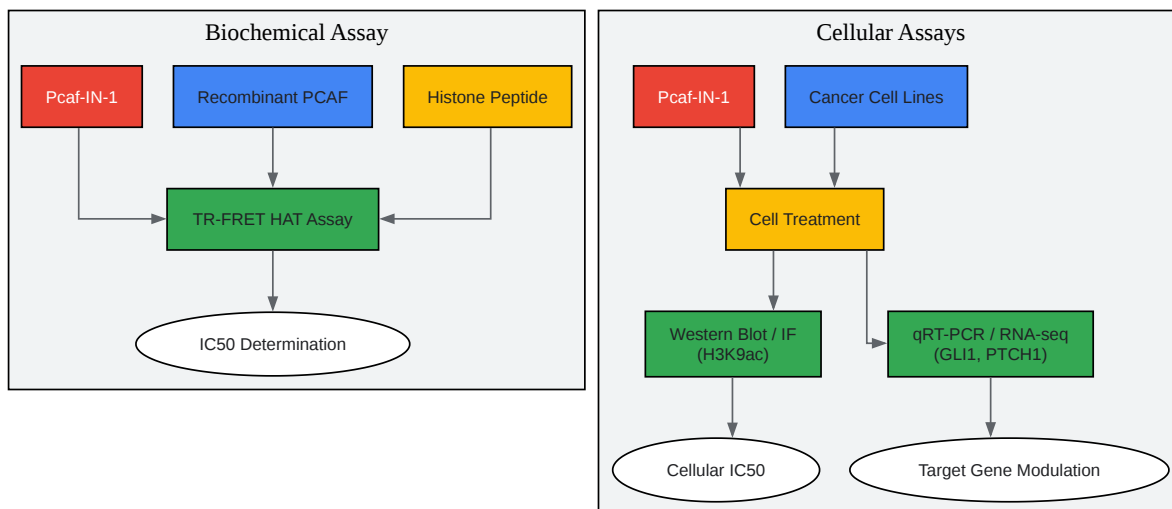 Biochemical Assay
Pcaf-IN-1
Recombinant PCAF
Histone Peptide
TR-FRET HAT Assay
IC50 Determination
Cellular Assays
Pcaf-IN-1
Cancer Cell Lines
Cell Treatment
Western Blot / IF
(H3K9ac)
qRT-PCR / RNA-seq
(GLI1, PTCH1)
Cellular IC50
Target Gene Modulation